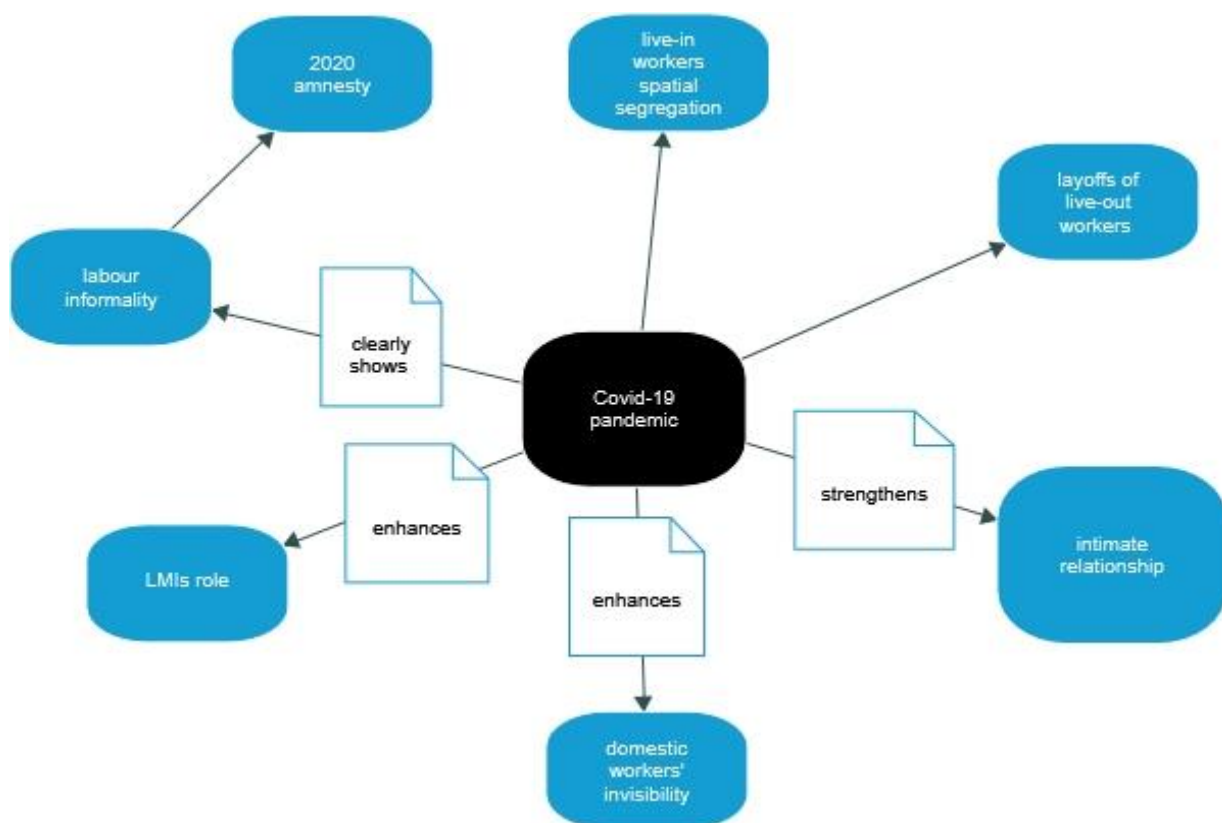 2020
amnesty
live-in
workers
spatial
segregation
layoffs of
live-out
workers
labour
informality
clearly
shows
Covid-19
pandemic
strengthens
enhances
LMIs role
enhances
intimate
relationship
domestic
workers'
invisibility